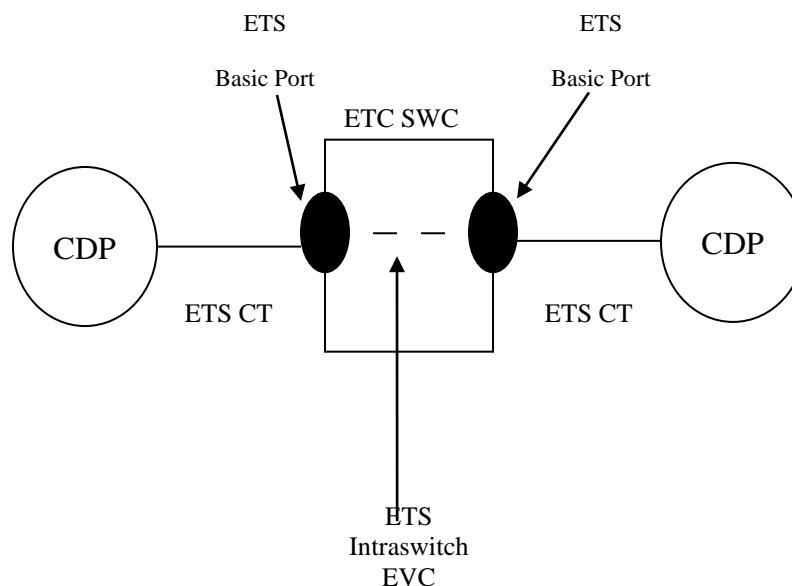 ETS
Basic Port
ETS
Basic Port
ETC SWC
CDP
CDP
ETS CT
ETS CT
ETS
Intraswitch
EVC